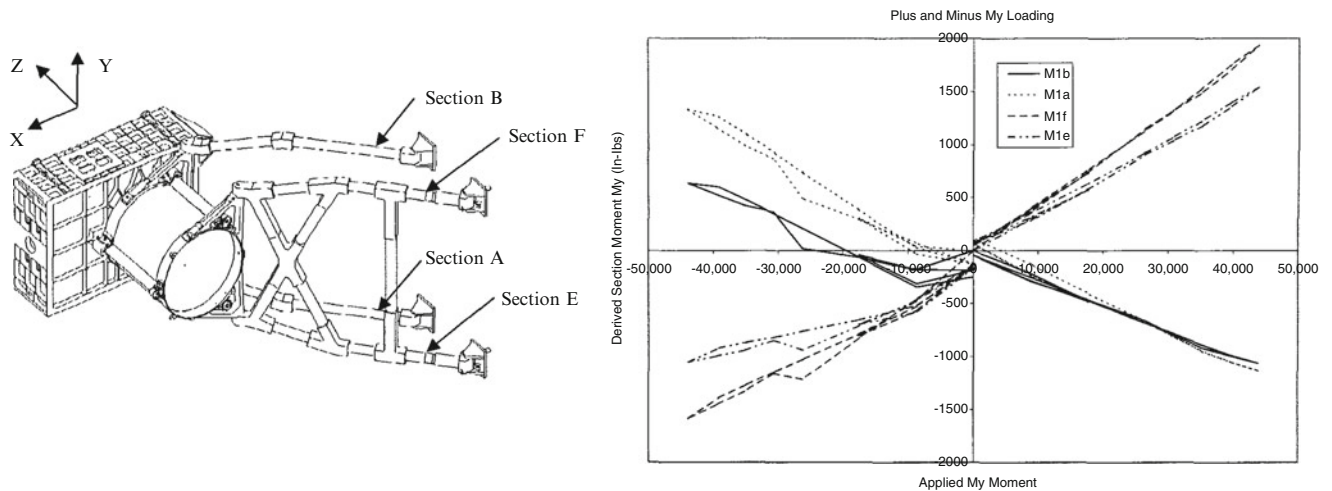 Z
Y
X
Section B
Section F
Section A
Section E
Plus and Minus My Loading
Derived Section Moment My (In-lbs)
2000
1500
1000
500
0
-500
-1000
-1500
2000
-50,000
-40,000
-30,000
-20,000
-10,000
0
10,000
20,000
30,000
40,000
50,000
M1b
M1a
M1f
M1e
Applied My Moment